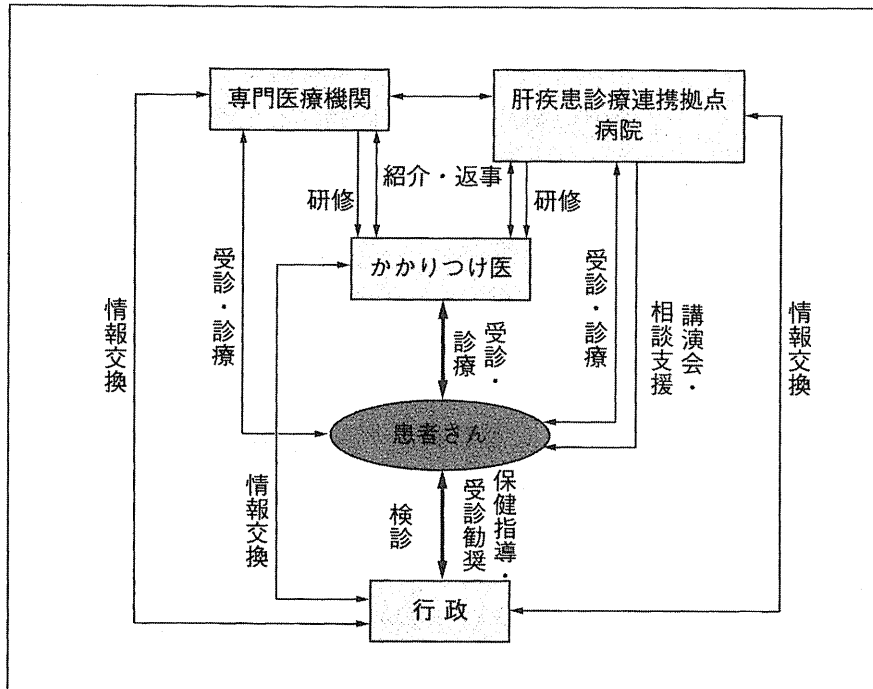 専門医療機関
肝疾患診療連携拠点
病院
紹介・返事
研修
研修
かかりつけ医
受診・診療
情報交換
受診・
診療
受診・診療
講演会・
相談支援
情報交換
患者さん
情報交換
検診
保健指導・
受診勧奨
行政